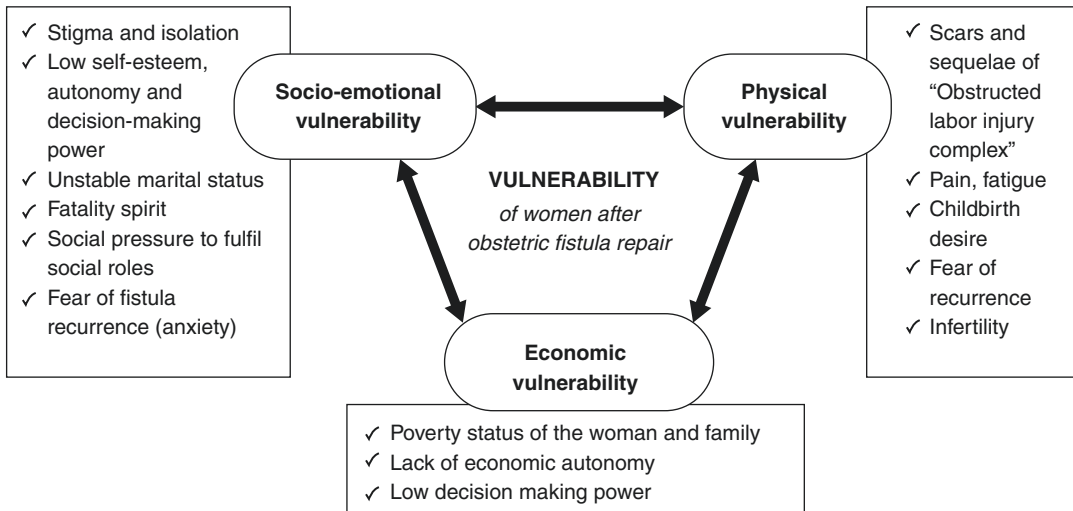 ✓ Stigma and isolation
✓ Low self-esteem,
autonomy and
decision-making
power
✓ Unstable marital status
✓ Fatality spirit
✓ Social pressure to fulfil
social roles
✓ Fear of fistula
recurrence (anxiety)
Socio-emotional
vulnerability
Physical
vulnerability
✓ Scars and
sequelae of
“Obstructed
labor injury
complex”
✓ Pain, fatigue
✓ Childbirth
desire
✓ Fear of
recurrence
✓ Infertility
VULNERABILITY
of women after
obstetric fistula repair
Economic
vulnerability
✓ Poverty status of the woman and family
✓ Lack of economic autonomy
✓ Low decision making power